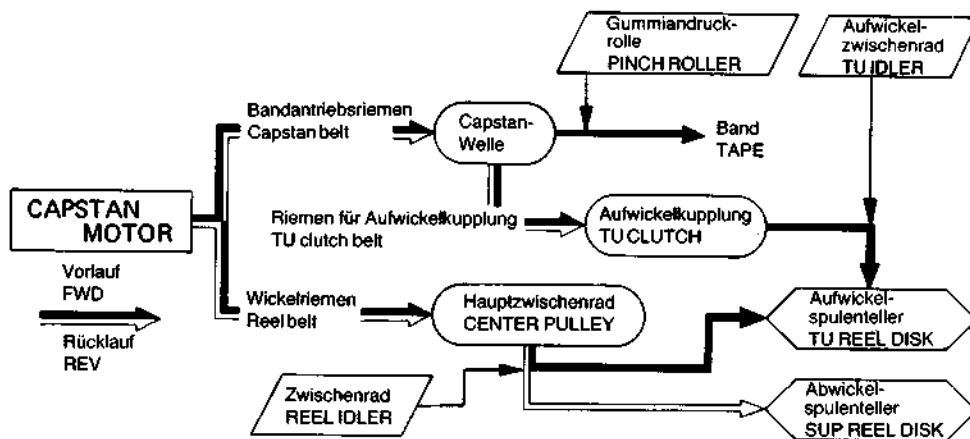 Gummiandruck-
rolle
PINCH ROLLER
Aufwickel-
zwischenrad
TU IDLER
Bandantriebsriemen
Capstan belt
Capstan-
Welle
Band
TAPE
CAPSTAN
MOTOR
Riemen für Aufwickelkupplung
TU clutch belt
Aufwickelkupplung
TU CLUTCH
Vorlauf
FWD
Rücklauf
REV
Wickelriemen
Reel belt
Hauptzwischenrad
CENTER PULLEY
Aufwickel-
spulenteller
TU REEL DISK
Zwischenrad
REEL IDLER
Abwickel-
spulenteller
SUP REEL DISK